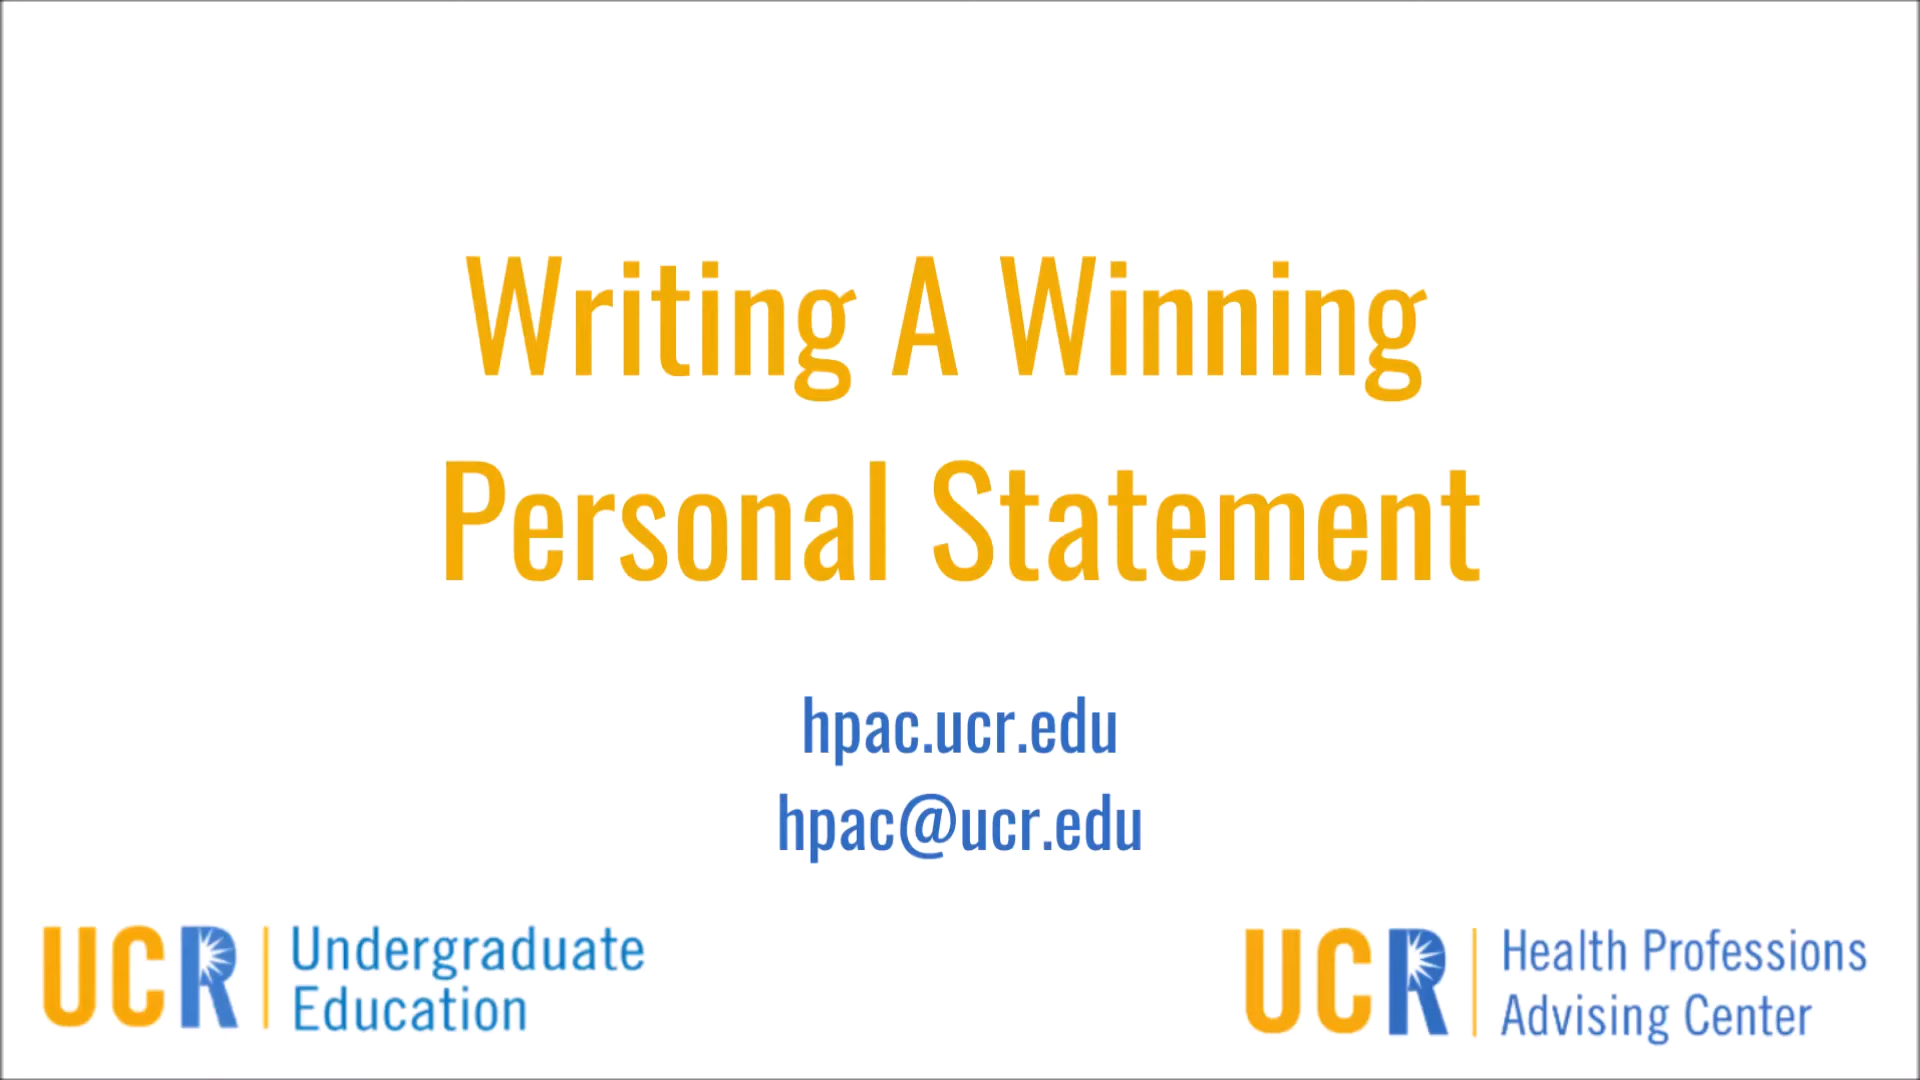 Writing A Winning
Personal Statement
hpac.ucr.edu
hpac@ucr.edu
UCR Undergraduate
Education
UCR Health Professions
Advising Center